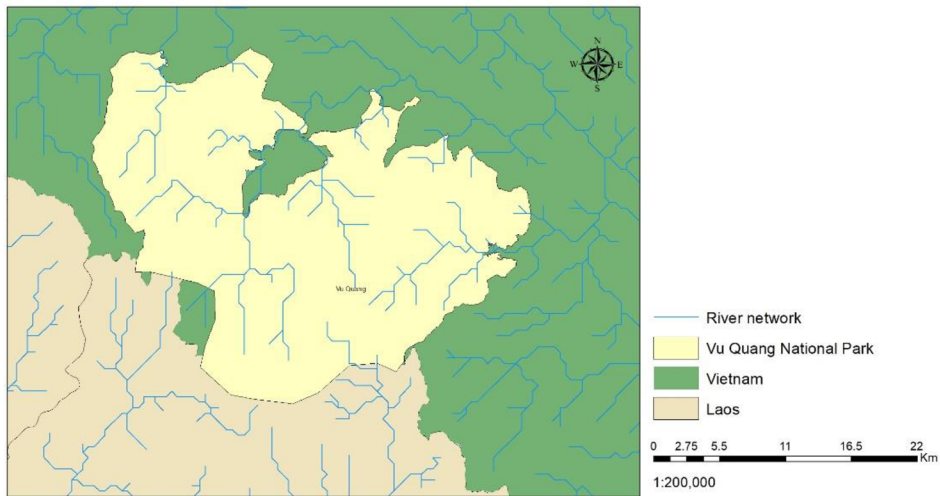 N
W E
S
Vu Quang
River network
Vu Quang National Park
Vietnam
Laos
0 2.75 5.5 11 16.5 22
Km
1:200,000